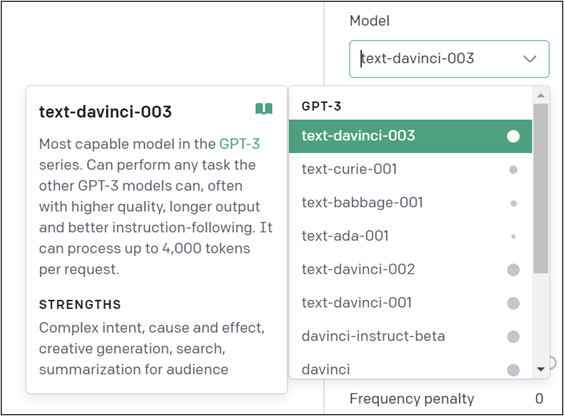 Model
text-davinci-003
text-davinci-003
Most capable model in the GPT-3
series. Can perform any task the
other GPT-3 models can, often
with higher quality, longer output
and better instruction-following. It
can process up to 4,000 tokens
per request.
STRENGTHS
Complex intent, cause and effect,
creative generation, search,
summarization for audience
GPT-3
text-davinci-003
text-curie-001
text-babbage-001
text-ada-001
text-davinci-002
text-davinci-001
davinci-instruct-beta
davinci
Frequency penalty 0